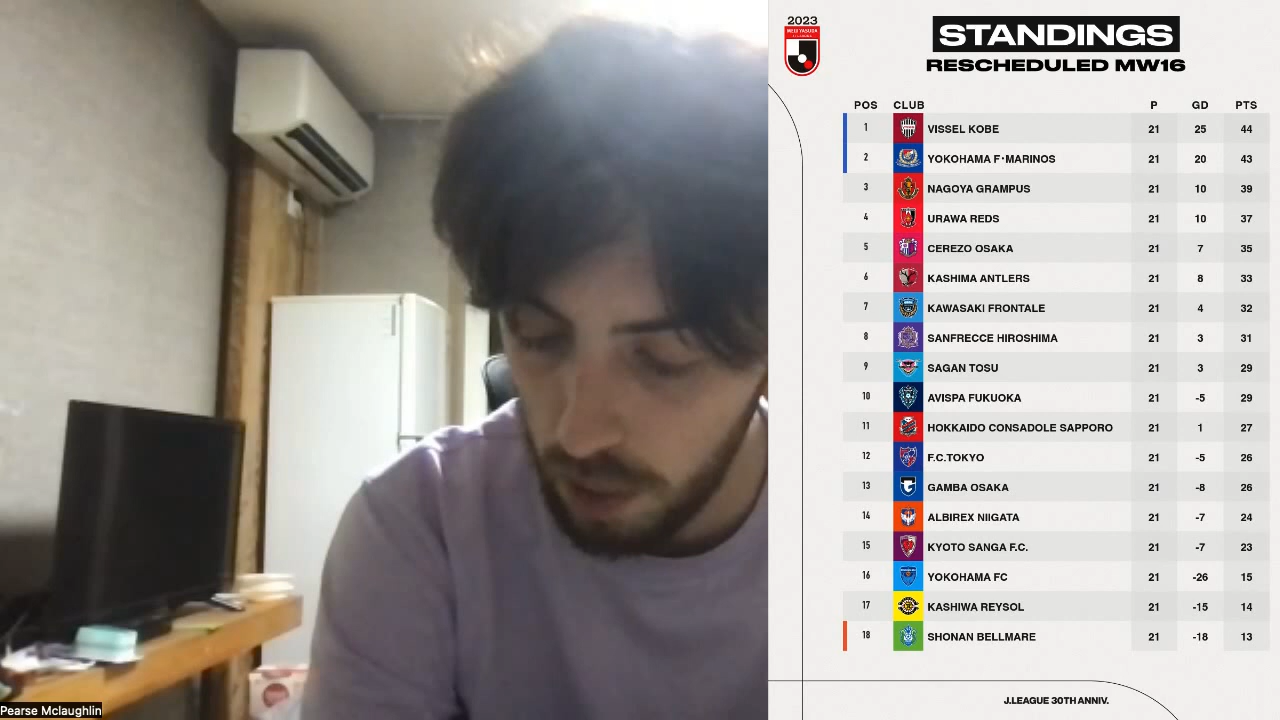 2023
MEIJI YASUDA
STANDINGS
RESCHEDULED MW16
POS CLUB P GD PTS
1 VISSEL KOBE 21 25 44
2 YOKOHAMA F·MARINOS 21 20 43
3 NAGOYA GRAMPUS 21 10 39
4 URAWA REDS 21 10 37
5 CEREZO OSAKA 21 7 35
6 KASHIMA ANTLERS 21 8 33
7 KAWASAKI FRONTALE 21 4 32
8 SANFRECCE HIROSHIMA 21 3 31
9 SAGAN TOSU 21 3 29
10 AVISPA FUKUOKA 21 -5 29
11 HOKKAIDO CONSADOLE SAPPORO 21 1 27
12 F.C.TOKYO 21 -5 26
13 GAMBA OSAKA 21 -8 26
14 ALBIREX NIIGATA 21 -7 24
15 KYOTO SANGA F.C. 21 -7 23
16 YOKOHAMA FC 21 -26 15
17 KASHIWA REYSOL 21 -15 14
18 SHONAN BELLMARE 21 -18 13
J.LEAGUE 30TH ANNIV.
Pearse Mclaughlin